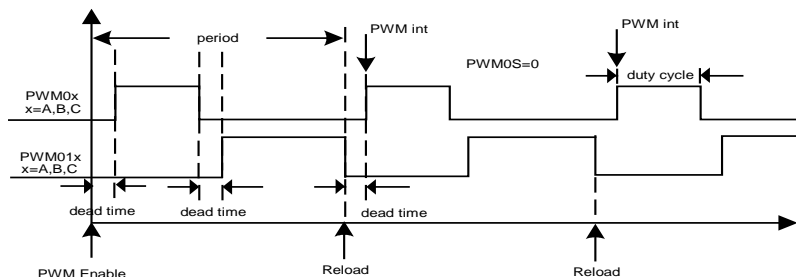 period
PWM int
PWM int
PWM0S=0
duty cycle
PWM0x
x=A,B,C
PWM01x
x=A,B,C
dead time
dead time
dead time
PWM Enable
Reload
Reload